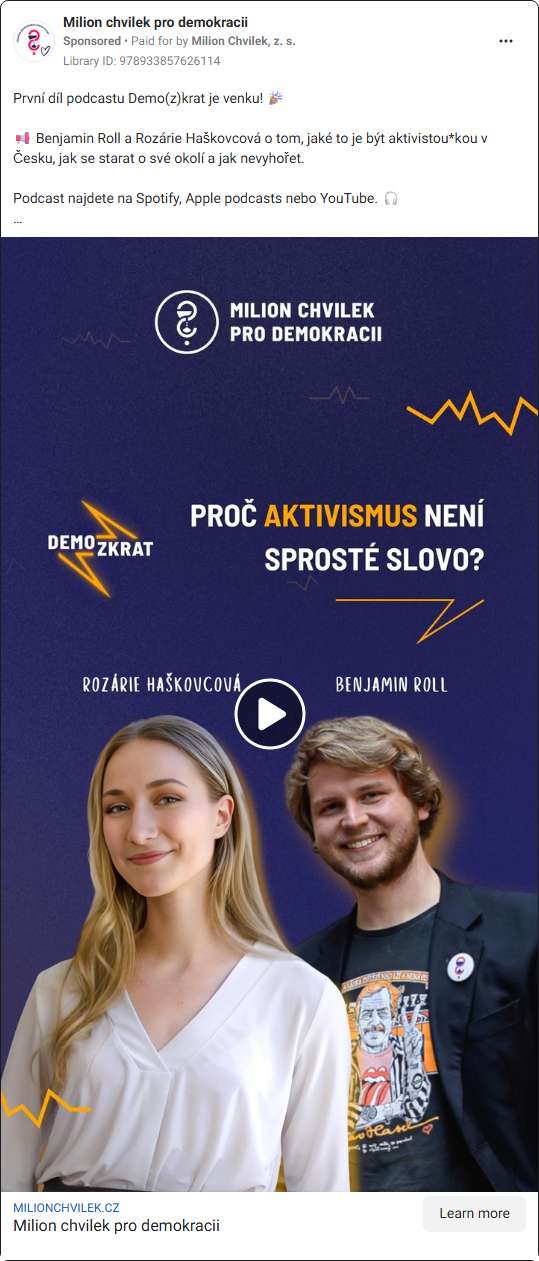 Milion chvilek pro demokracii
Sponsored • Paid for by Milion Chvilek, z. s.
Library ID: 978933857626114
První díl podcastu Demo(z)krat je venku! 🎉
Benjamin Roll a Rozárie Haškovcová o tom, jaké to je být aktivistou*kou v
Česku, jak se starat o své okolí a jak nevyhořet.
Podcast najdete na Spotify, Apple podcasts nebo YouTube. 🎧
...
MILION CHVILEK
PRO DEMOKRACII
DEMOZKRAT
PROČ AKTIVISMUS NENÍ
SPROSTÉ SLOVO?
ROZÁRIE HAŠKOVCOVÁ
BENJAMIN ROLL
MILIONCHVILEK.CZ
Milion chvilek pro demokracii
Learn more